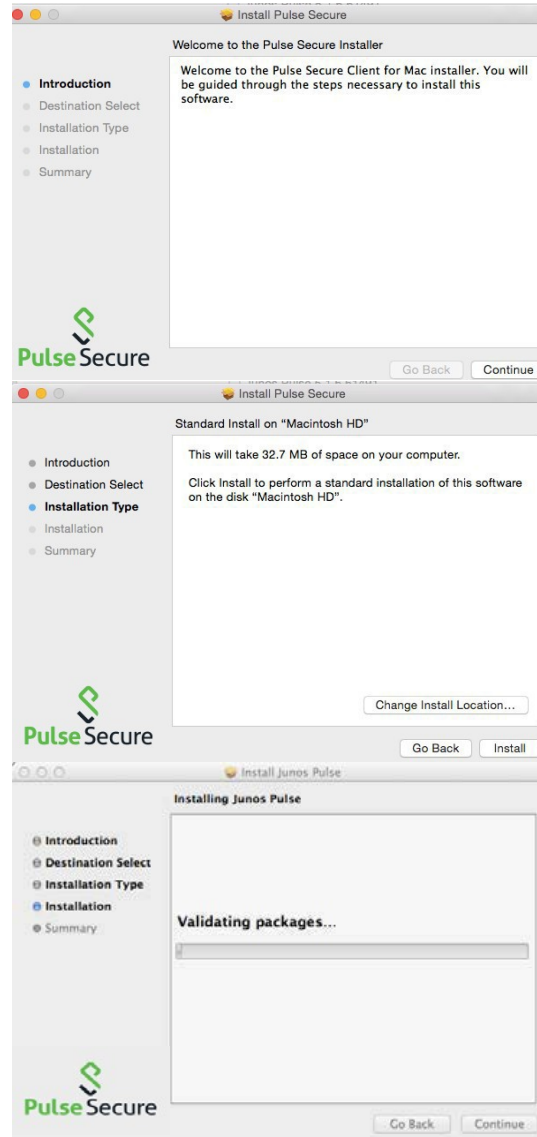 Install Pulse Secure
Welcome to the Pulse Secure Installer
Introduction
Destination Select
Installation Type
Installation
Summary
Welcome to the Pulse Secure Client for Mac installer. You will
be guided through the steps necessary to install this
software.
Pulse Secure
Go Back
Continue
Install Pulse Secure
Standard Install on “Macintosh HD”
Introduction
Destination Select
Installation Type
Installation
Summary
This will take 32.7 MB of space on your computer.
Click Install to perform a standard installation of this software
on the disk “Macintosh HD”.
Change Install Location...
Pulse Secure
Go Back
Install
Install Junos Pulse
Installing Junos Pulse
Introduction
Destination Select
Installation Type
Installation
Summary
Validating packages...
Pulse Secure
Go Back
Continue